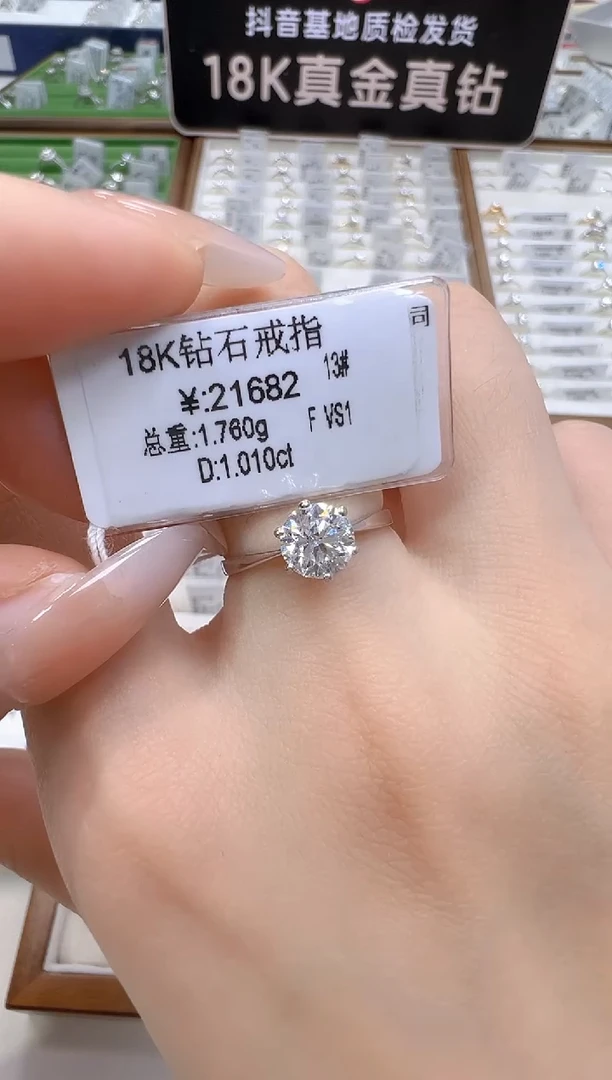 抖音基地质检发货
18K真金真钻
司
18K钻石戒指
13#
¥:21682
总重:1.760g F VS1
D:1.010ct